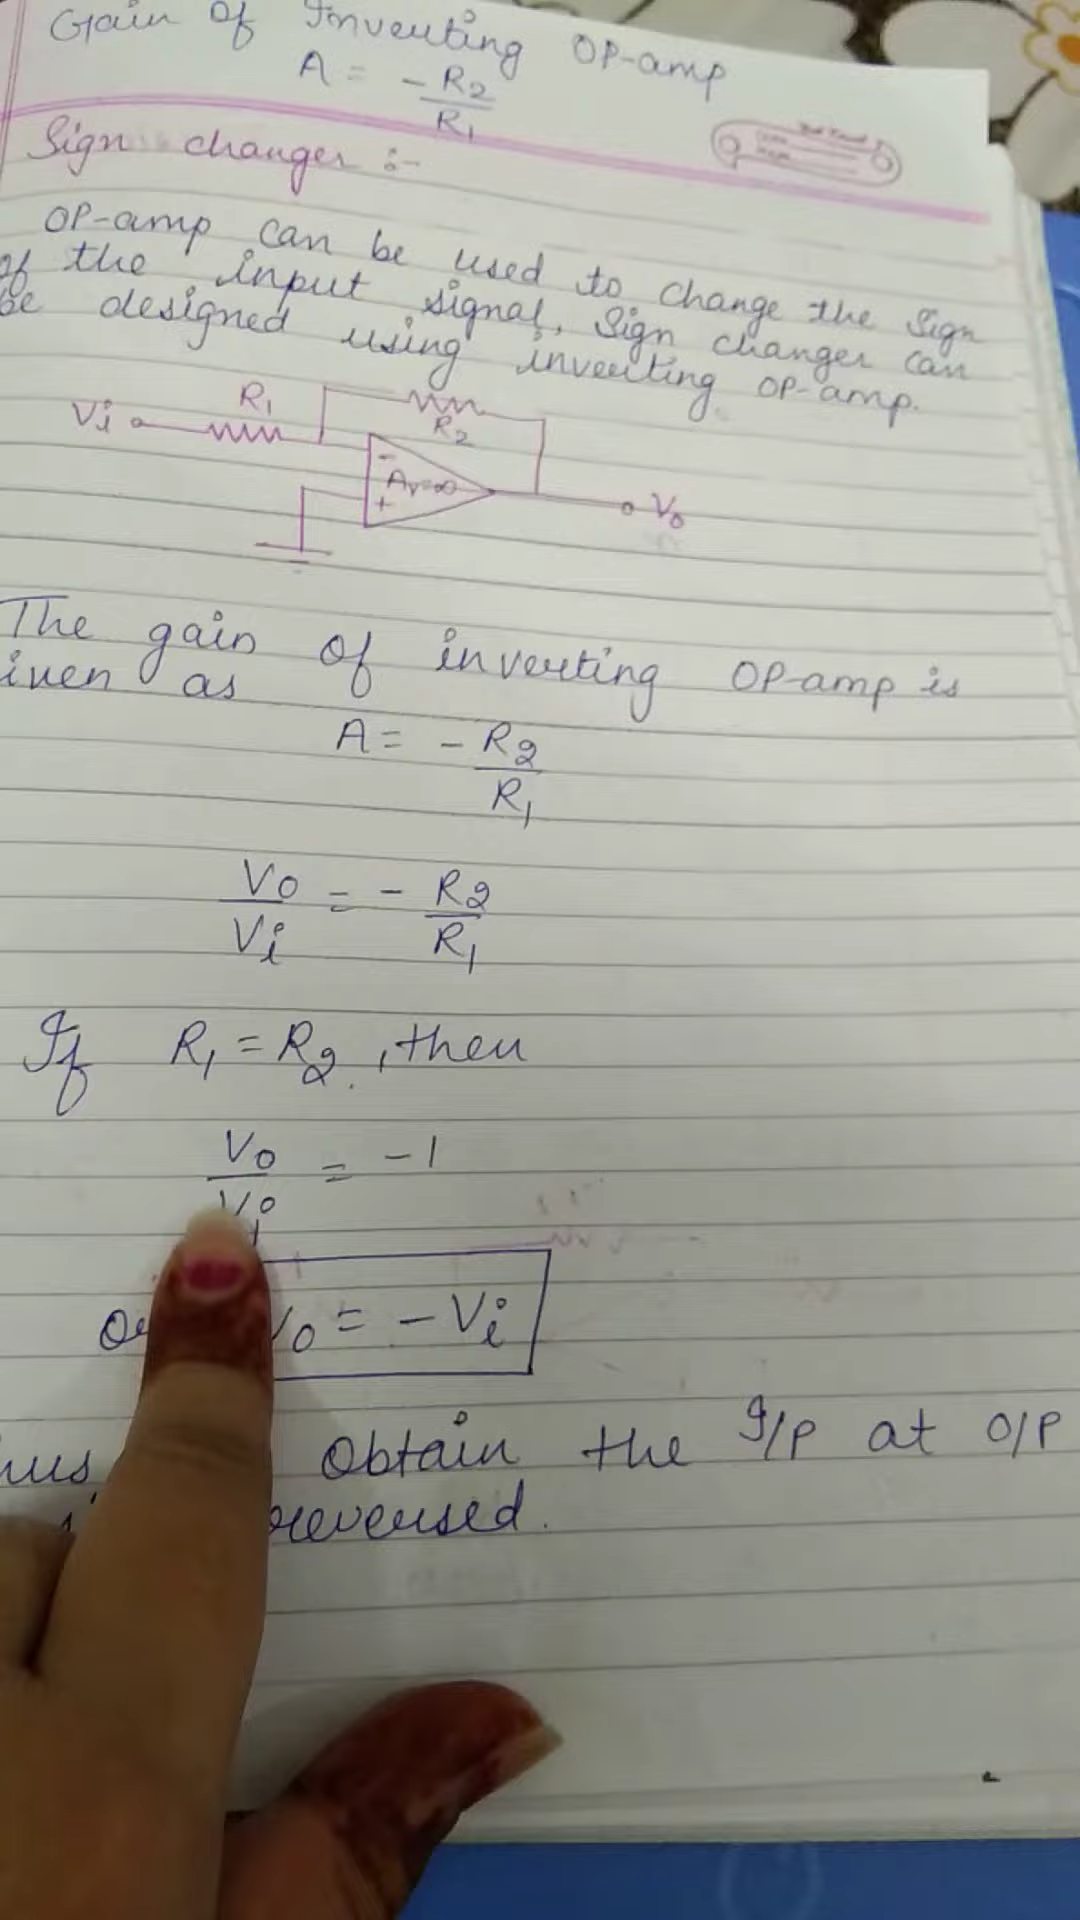 Gain of Inverting OP-amp
A = -R2/R1
Sign changer :-
OP-amp can be used to change the Sign
of the input signal, Sign changer can
be designed using inverting OP-amp.
R1
Vi
R2
-
Av=∞
+
Vo
The gain of inverting OP-amp is
iven as
A = -R2/R1
Vo/Vi = -R2/R1
If R1 = R2, then
Vo/Vi = -1
or Vo = -Vi
obtain the I/P at O/P
reversed.